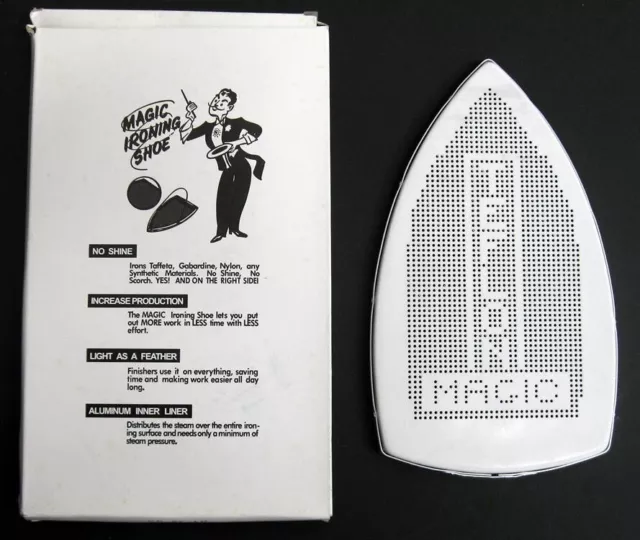 MAGIC
IRONING
SHOE
NO SHINE
Irons Taffeta, Gabardine, Nylon, any
Synthetic Materials. No Shine, No
Scorch. YES! AND ON THE RIGHT SIDE!
INCREASE PRODUCTION
The MAGIC Ironing Shoe lets you put
out MORE work in LESS time with LESS
effort.
LIGHT AS A FEATHER
Finishers use it on everything, saving
time and making work easier all day
long.
ALUMINUM INNER LINER
Distributes the steam over the entire iron-
ing surface and needs only a minimum of
steam pressure.
TEFLON
MAGIC